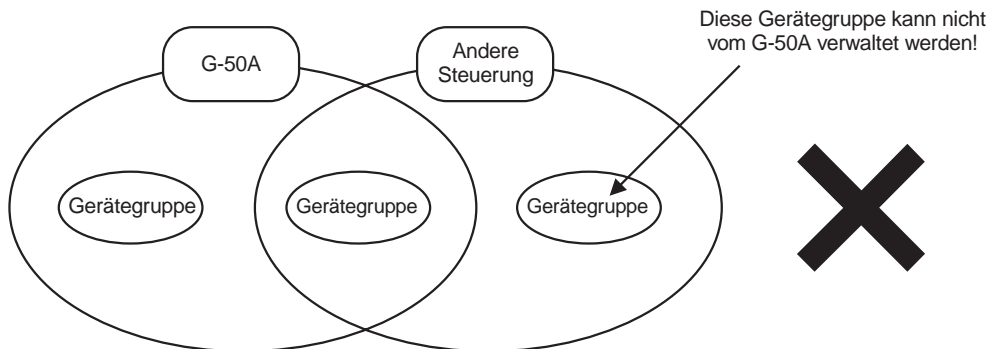 Diese Gerätegruppe kann nicht
vom G-50A verwaltet werden!
G-50A
Andere
Steuerung
Gerätegruppe
Gerätegruppe
Gerätegruppe